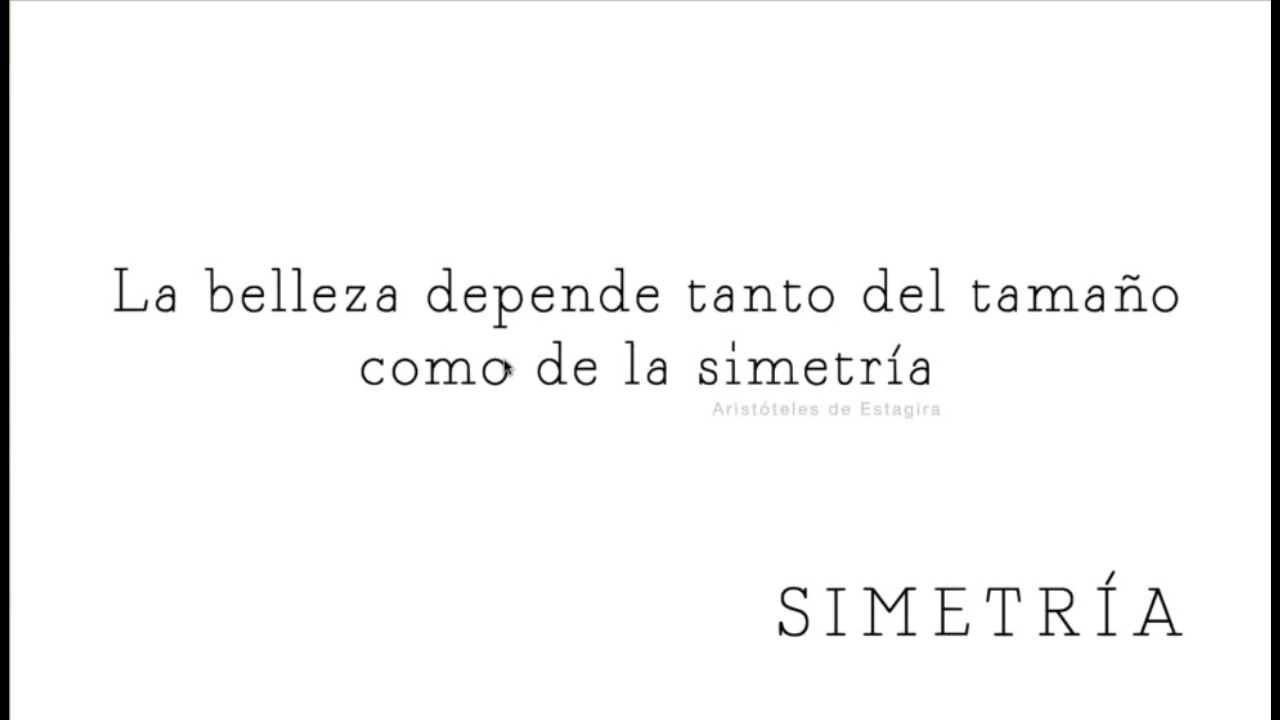 La belleza depende tanto del tamaño
como de la simetría
Aristóteles de Estagira
SIMETRÍA